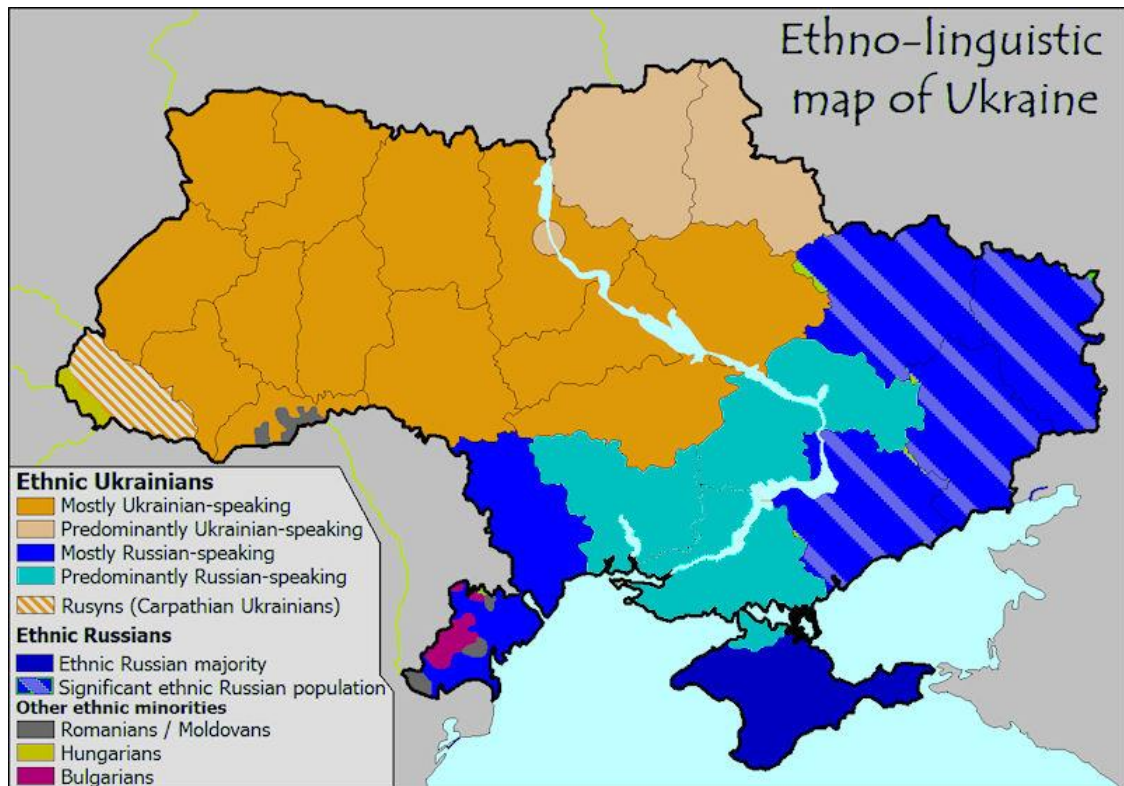 Ethno-linguistic
map of Ukraine
Ethnic Ukrainians
Mostly Ukrainian-speaking
Predominantly Ukrainian-speaking
Mostly Russian-speaking
Predominantly Russian-speaking
Rusyns (Carpathian Ukrainians)
Ethnic Russians
Ethnic Russian majority
Significant ethnic Russian population
Other ethnic minorities
Romanians / Moldovans
Hungarians
Bulgarians